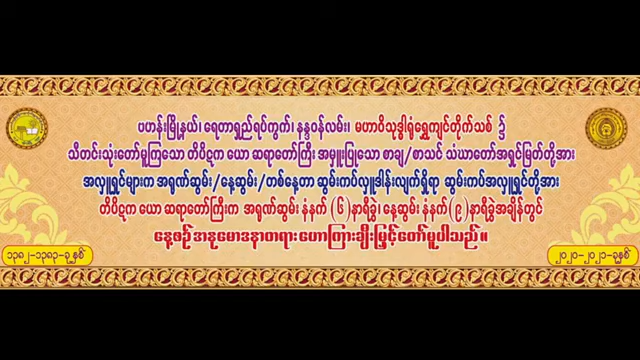 ဗဟန်းမြို့နယ်၊ ရေတာရှည်ရပ်ကွက်၊ နန္ဒဝန်လမ်း၊ မဟာဝိသုဒ္ဓါရုံရွှေကျင်တိုက်သစ် ၌
သီတင်းသုံးတော်မူကြသော တိပိဋက ယော ဆရာတော်ကြီး အမှူးပြုသော စာချ/စာသင် သံဃာတော်အရှင်မြတ်တို့အား
အလှူရှင်များက အရုဏ်ဆွမ်း/နေ့ဆွမ်း/တစ်နေ့တာ ဆွမ်းကပ်လှူဒါန်းလျက်ရှိရာ ဆွမ်းကပ်အလှူရှင်တို့အား
တိပိဋက ယော ဆရာတော်ကြီးက အရုဏ်ဆွမ်း နံနက် (၆)နာရီခွဲ၊ နေ့ဆွမ်း နံနက်(၉)နာရီခွဲအချိန်တွင်
နေ့စဉ် အနုမောဒနာတရား ဟောကြားချီးမြှင့်တော်မူပါသည်။
၁၃၈၂-၁၃၈၃-ခုနှစ်
၂၀၂၀-၂၀၂၁-ခုနှစ်